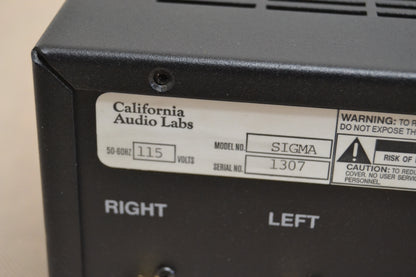 California
Audio Labs
50-60HZ 115 VOLTS
MODEL NO. SIGMA
SERIAL NO. 1307
WARNING: TO R
DO NOT EXPOSE TH
RISK OF
CAUTION: TO REDU
COVER. NO USER SERVICE
PERSONNEL.
RIGHT LEFT